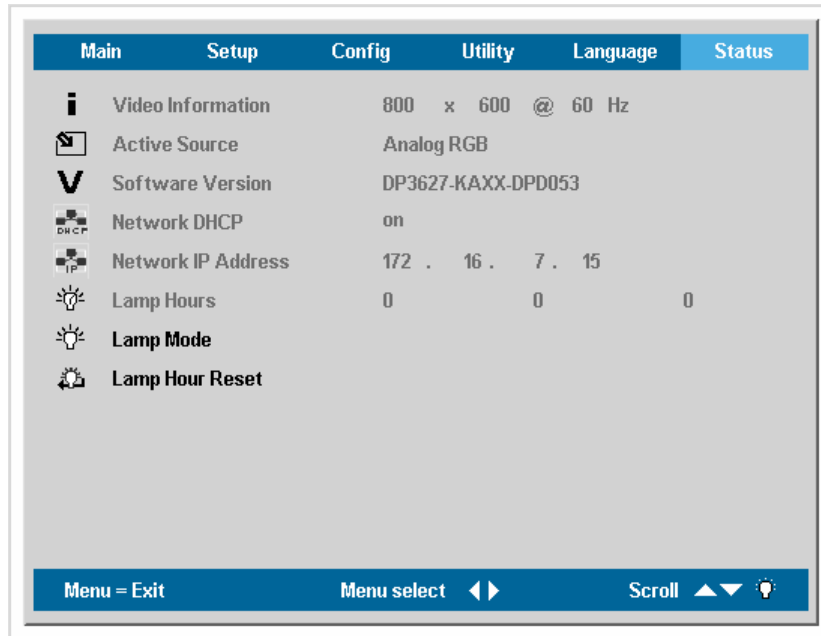 Main Setup Config Utility Language Status
i Video Information 800 x 600 @ 60 Hz
Active Source Analog RGB
V Software Version DP3627-KAXX-DPD053
DHCP Network DHCP on
IP Network IP Address 172 . 16 . 7 . 15
Lamp Hours 0 0 0
Lamp Mode
Lamp Hour Reset
Menu = Exit Menu select Scroll